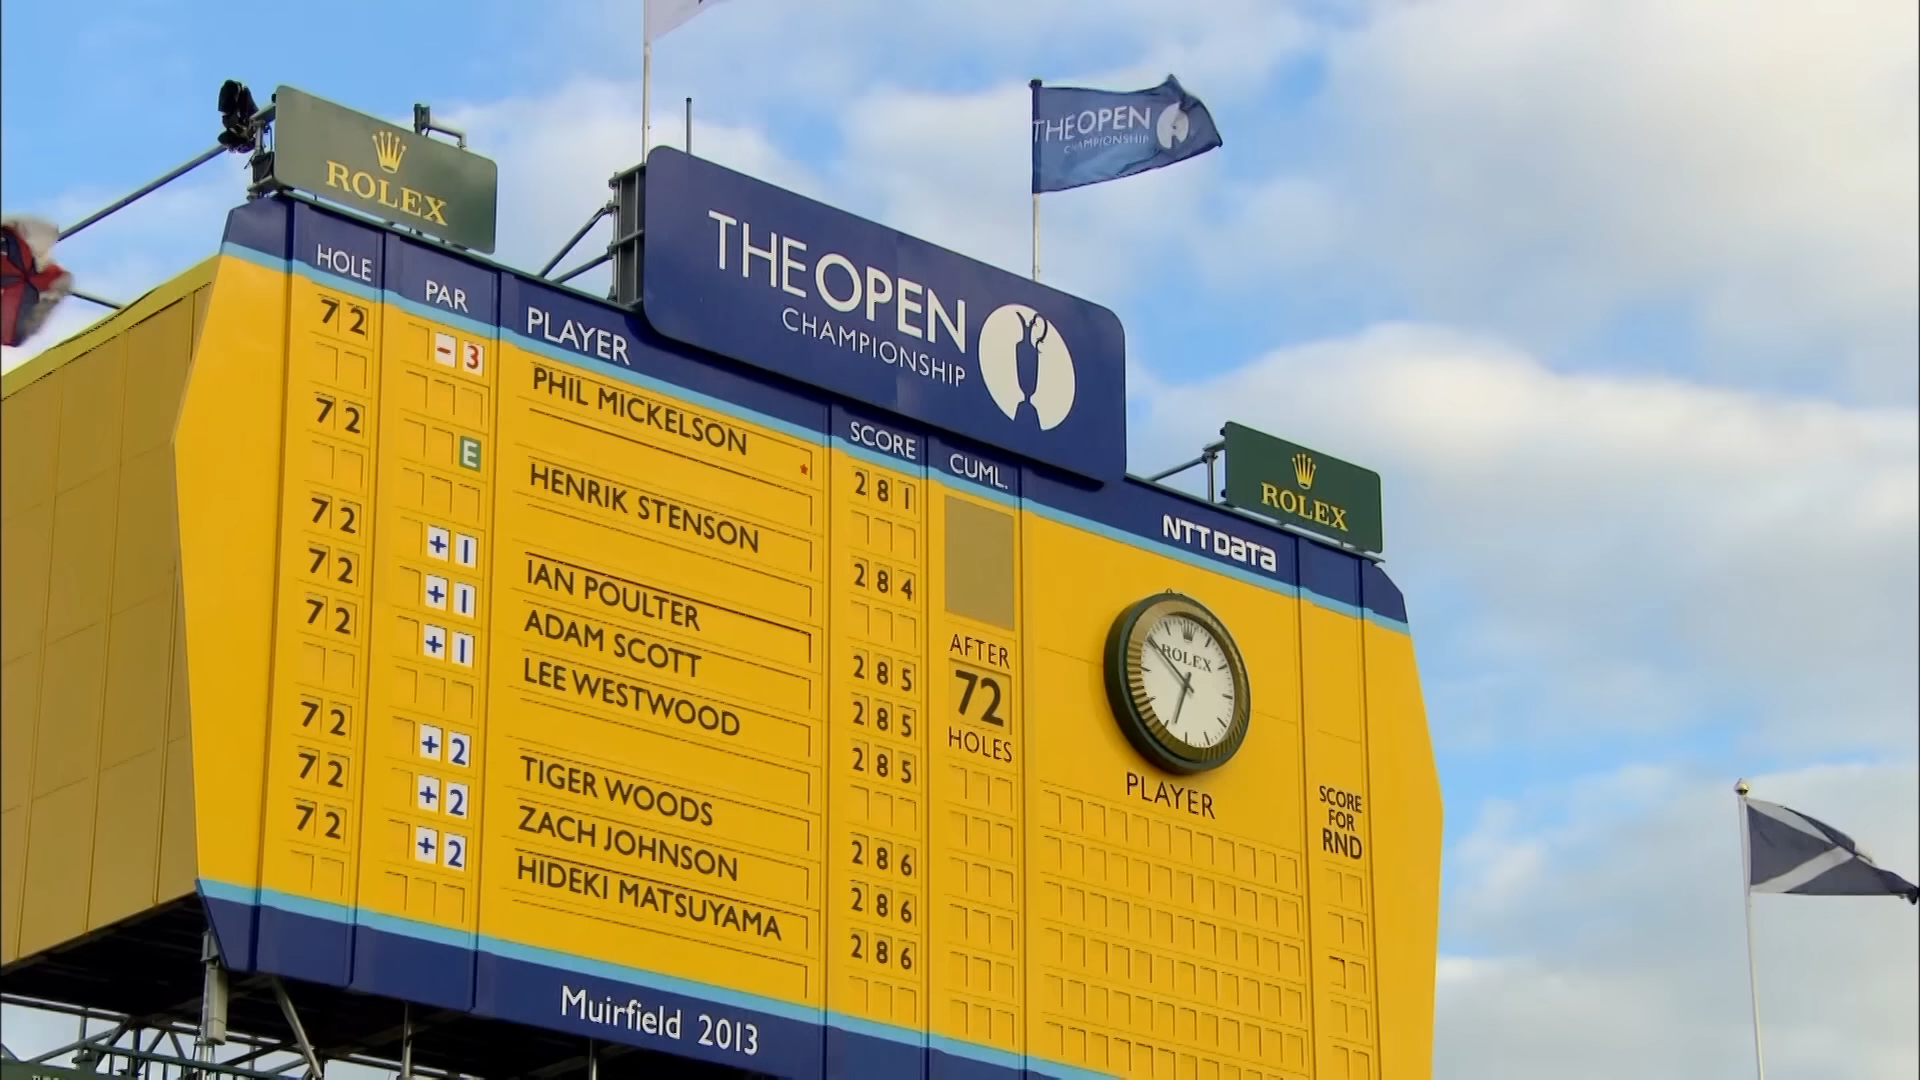 ROLEX
THE OPEN
CHAMPIONSHIP
THE OPEN
CHAMPIONSHIP
ROLEX
HOLE PAR PLAYER SCORE CUML.
NTT DATA
72 -3 PHIL MICKELSON 281
72 E HENRIK STENSON 284
72 +1 IAN POULTER 285
72 +1 ADAM SCOTT 285
72 +1 LEE WESTWOOD 285
72 +2 TIGER WOODS 286
72 +2 ZACH JOHNSON 286
72 +2 HIDEKI MATSUYAMA 286
AFTER
72
HOLES
ROLEX
PLAYER
SCORE
FOR
RND
Muirfield 2013